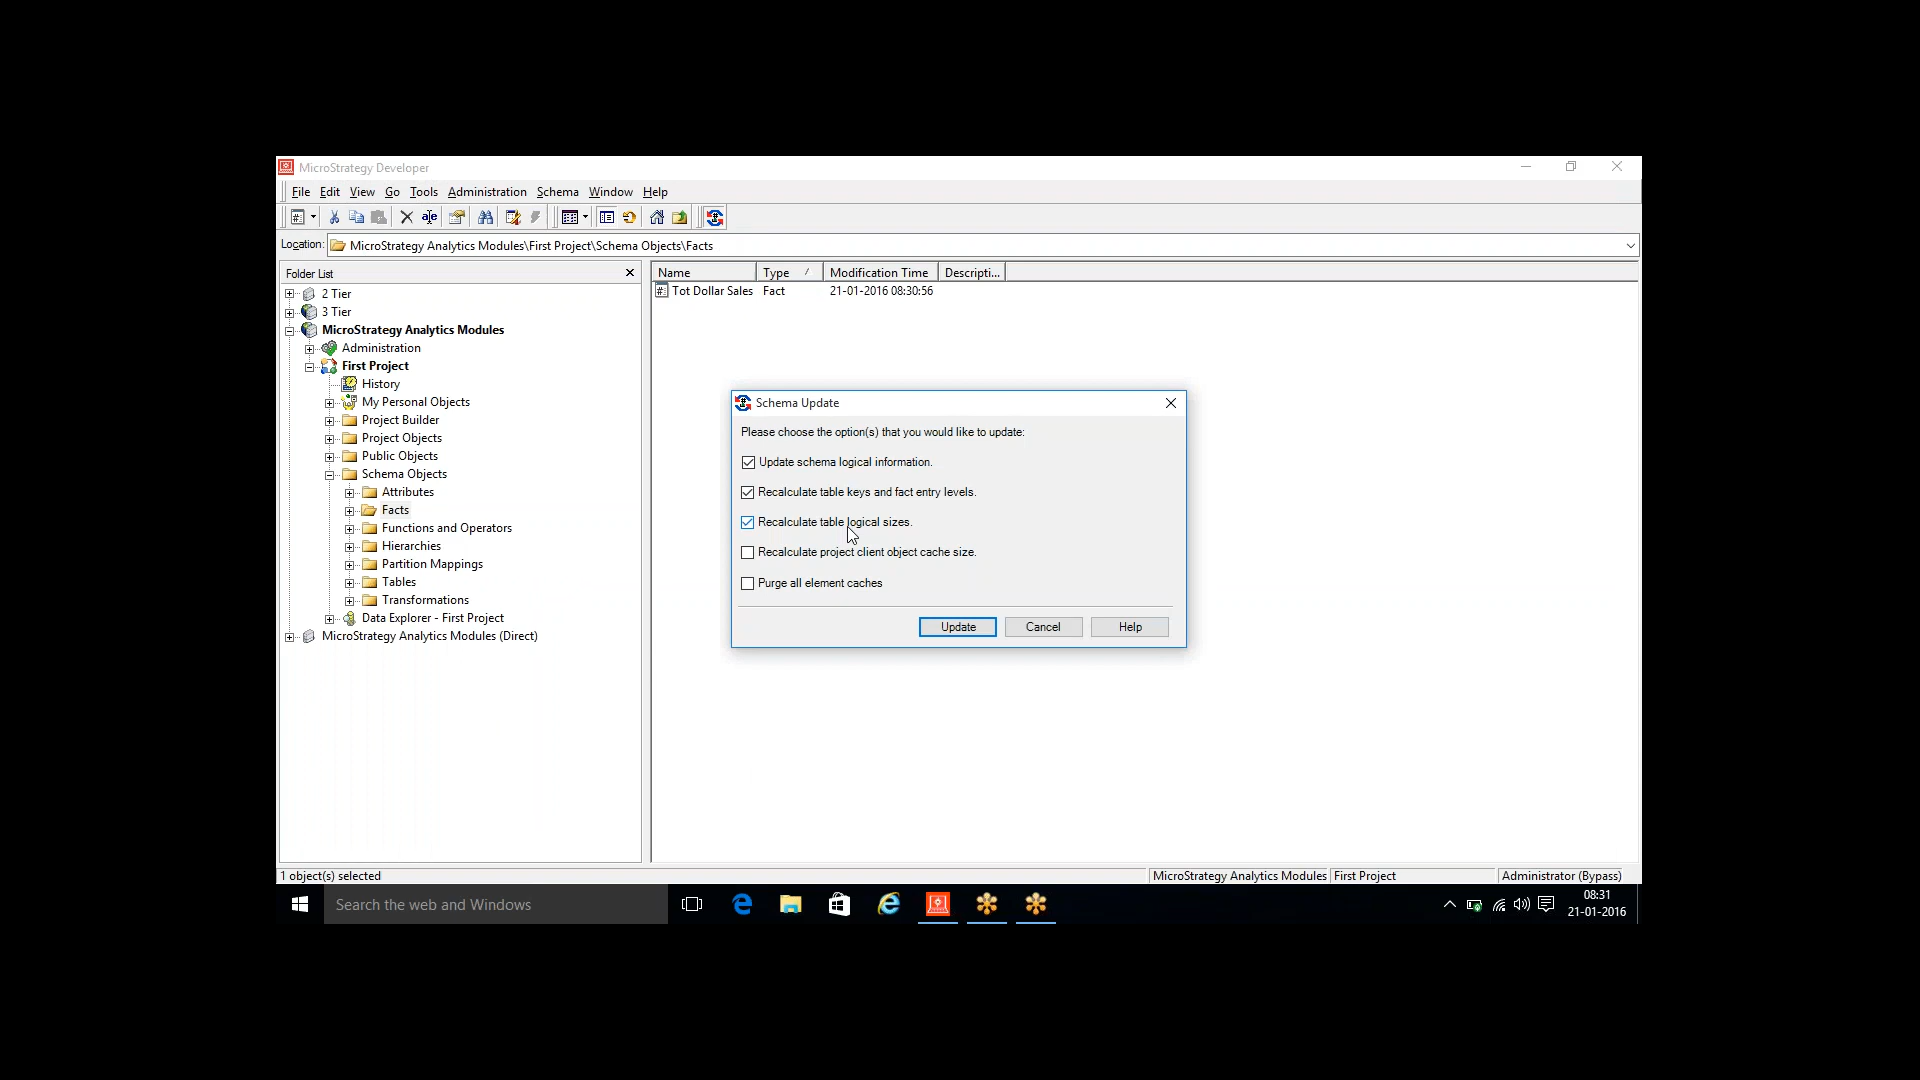 MicroStrategy Developer
File Edit View Go Tools Administration Schema Window Help
Location: MicroStrategy Analytics Modules\First Project\Schema Objects\Facts
Folder List
2 Tier
3 Tier
MicroStrategy Analytics Modules
Administration
First Project
History
My Personal Objects
Project Builder
Project Objects
Public Objects
Schema Objects
Attributes
Facts
Functions and Operators
Hierarchies
Partition Mappings
Tables
Transformations
Data Explorer - First Project
MicroStrategy Analytics Modules (Direct)
Name Type Modification Time Descripti...
Tot Dollar Sales Fact 21-01-2016 08:30:56
Schema Update
Please choose the option(s) that you would like to update:
Update schema logical information.
Recalculate table keys and fact entry levels.
Recalculate table logical sizes.
Recalculate project client object cache size.
Purge all element caches
Update Cancel Help
1 object(s) selected
MicroStrategy Analytics Modules First Project Administrator (Bypass)
Search the web and Windows
08:31
21-01-2016